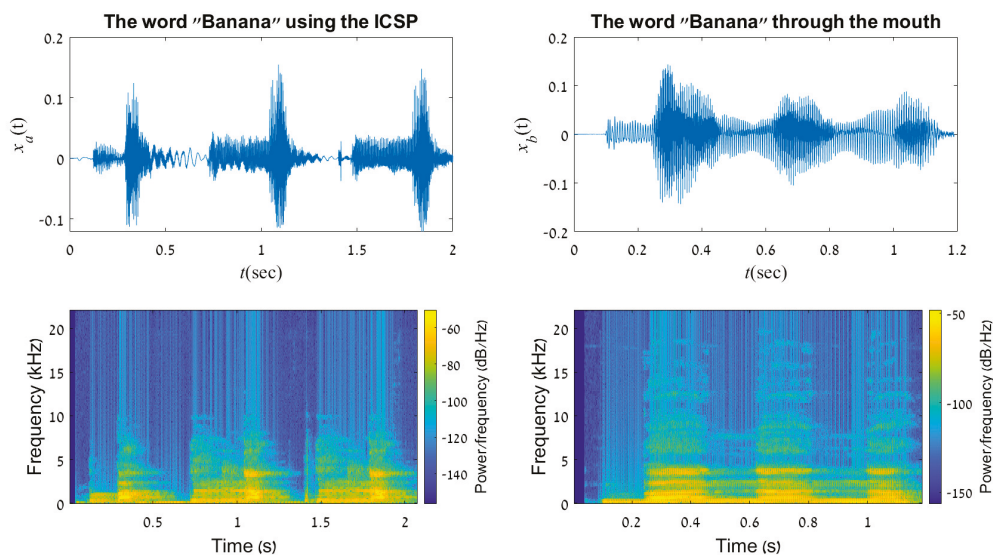 The word "Banana" using the ICSP
0.2
0.1
0
-0.1
x_a(t)
0 0.5 1 1.5 2
t(sec)
The word "Banana" through the mouth
0.2
0.1
0
-0.1
-0.2
x_b(t)
0 0.2 0.4 0.6 0.8 1 1.2
t(sec)
20
15
10
5
0
Frequency (kHz)
0.5 1 1.5 2
Time (s)
-60
-80
-100
-120
-140
Power/frequency (dB/Hz)
20
15
10
5
0
Frequency (kHz)
0.2 0.4 0.6 0.8 1
Time (s)
-50
-100
-150
Power/frequency (dB/Hz)